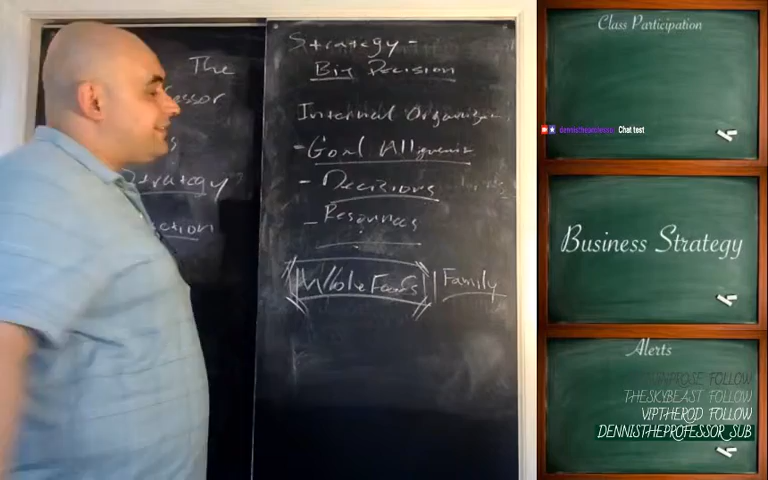 The
Strategy
Strategy -
Big Decision
Internal Organization
- Goal Alignment
- Decisions
- Resources
Whole Foods | Family
Class Participation
Chat test
Business Strategy
Alerts
THESKYBEAST FOLLOW
VIPTHEROD FOLLOW
DENNISTHEPROFESSOR SUB